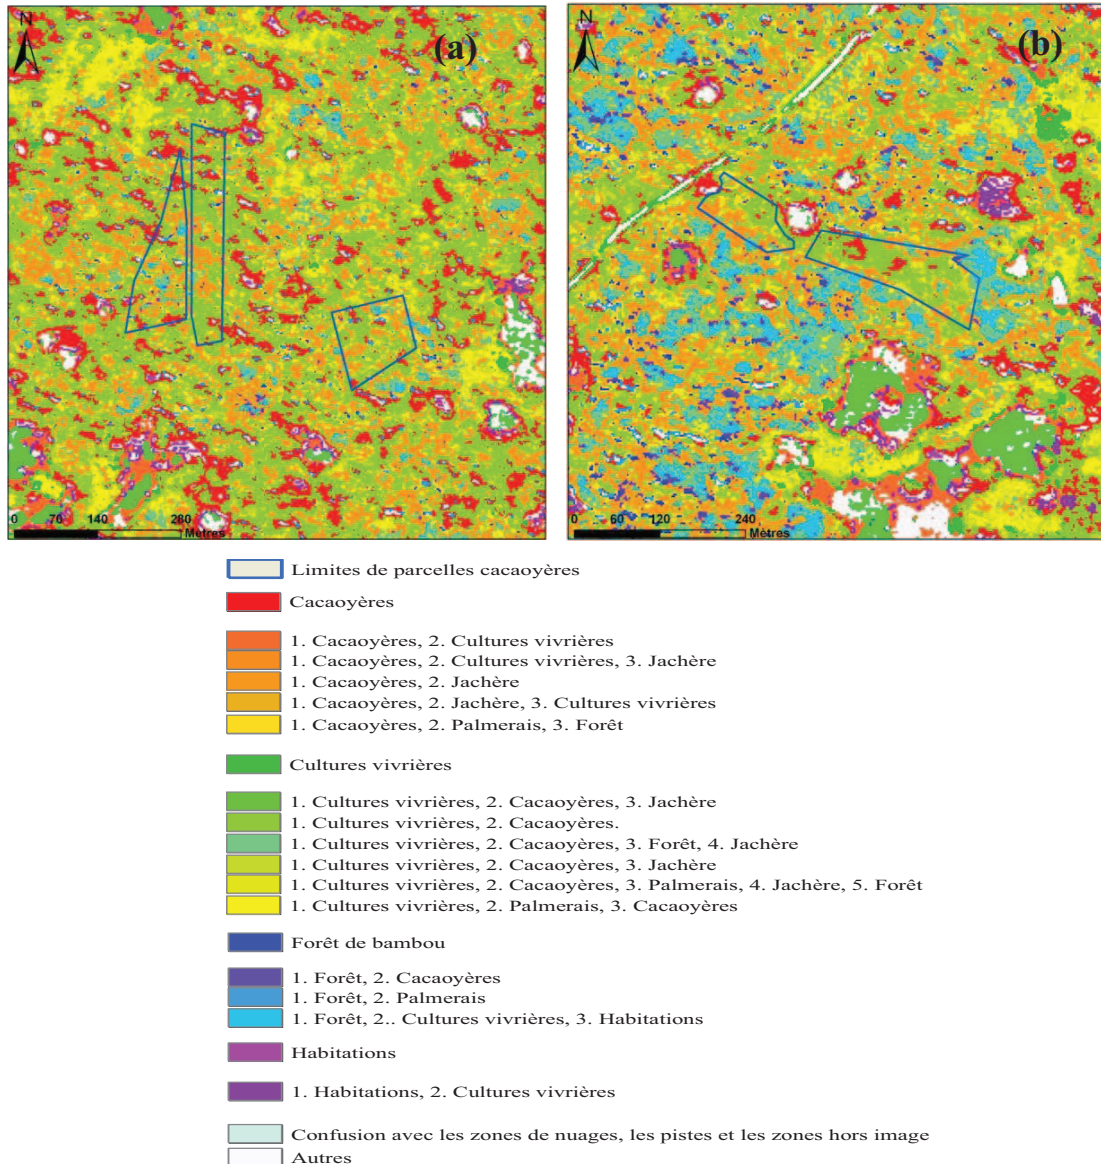 N
(a)
0 70 140 280
Mètres
N
(b)
0 60 120 240
Mètres
Limites de parcelles cacaoyères
Cacaoyères
1. Cacaoyères, 2. Cultures vivrières
1. Cacaoyères, 2. Cultures vivrières, 3. Jachère
1. Cacaoyères, 2. Jachère
1. Cacaoyères, 2. Jachère, 3. Cultures vivrières
1. Cacaoyères, 2. Palmerais, 3. Forêt
Cultures vivrières
1. Cultures vivrières, 2. Cacaoyères, 3. Jachère
1. Cultures vivrières, 2. Cacaoyères.
1. Cultures vivrières, 2. Cacaoyères, 3. Forêt, 4. Jachère
1. Cultures vivrières, 2. Cacaoyères, 3. Jachère
1. Cultures vivrières, 2. Cacaoyères, 3. Palmerais, 4. Jachère, 5. Forêt
1. Cultures vivrières, 2. Palmerais, 3. Cacaoyères
Forêt de bambou
1. Forêt, 2. Cacaoyères
1. Forêt, 2. Palmerais
1. Forêt, 2.. Cultures vivrières, 3. Habitations
Habitations
1. Habitations, 2. Cultures vivrières
Confusion avec les zones de nuages, les pistes et les zones hors image
Autres